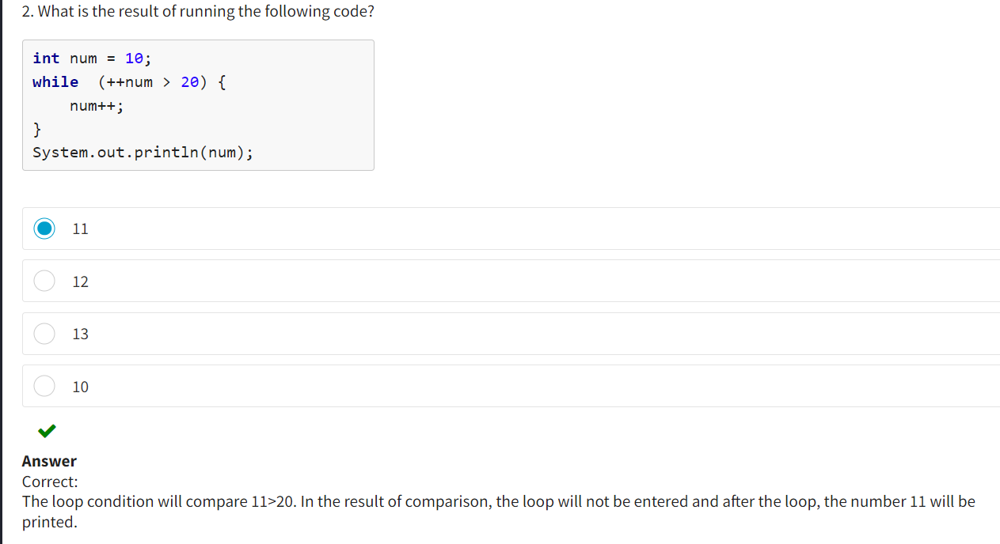 2. What is the result of running the following code?
int num = 10;
while  (++num > 20) {
    num++;
}
System.out.println(num);
11
12
13
10
Answer
Correct:
The loop condition will compare 11>20. In the result of comparison, the loop will not be entered and after the loop, the number 11 will be
printed.